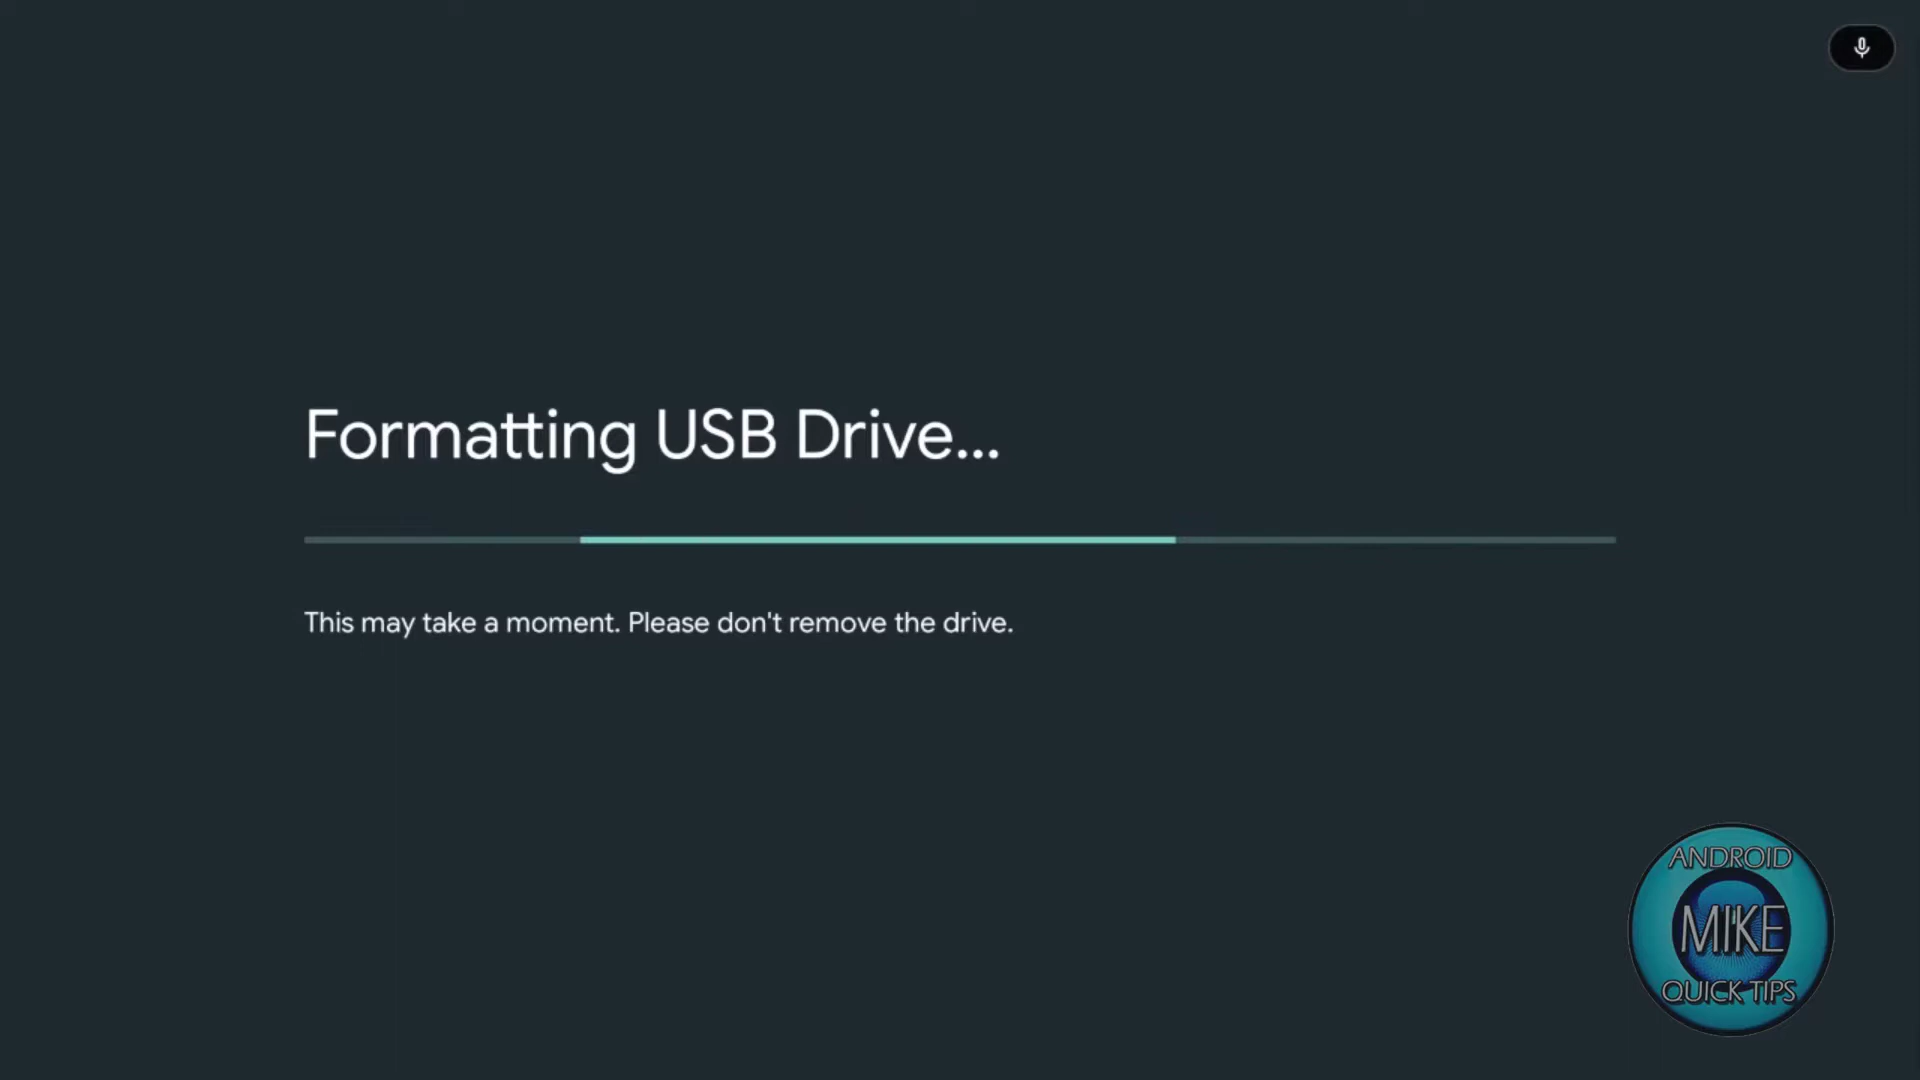 Formatting USB Drive...
This may take a moment. Please don't remove the drive.
ANDROID
MIKE
QUICK TIPS